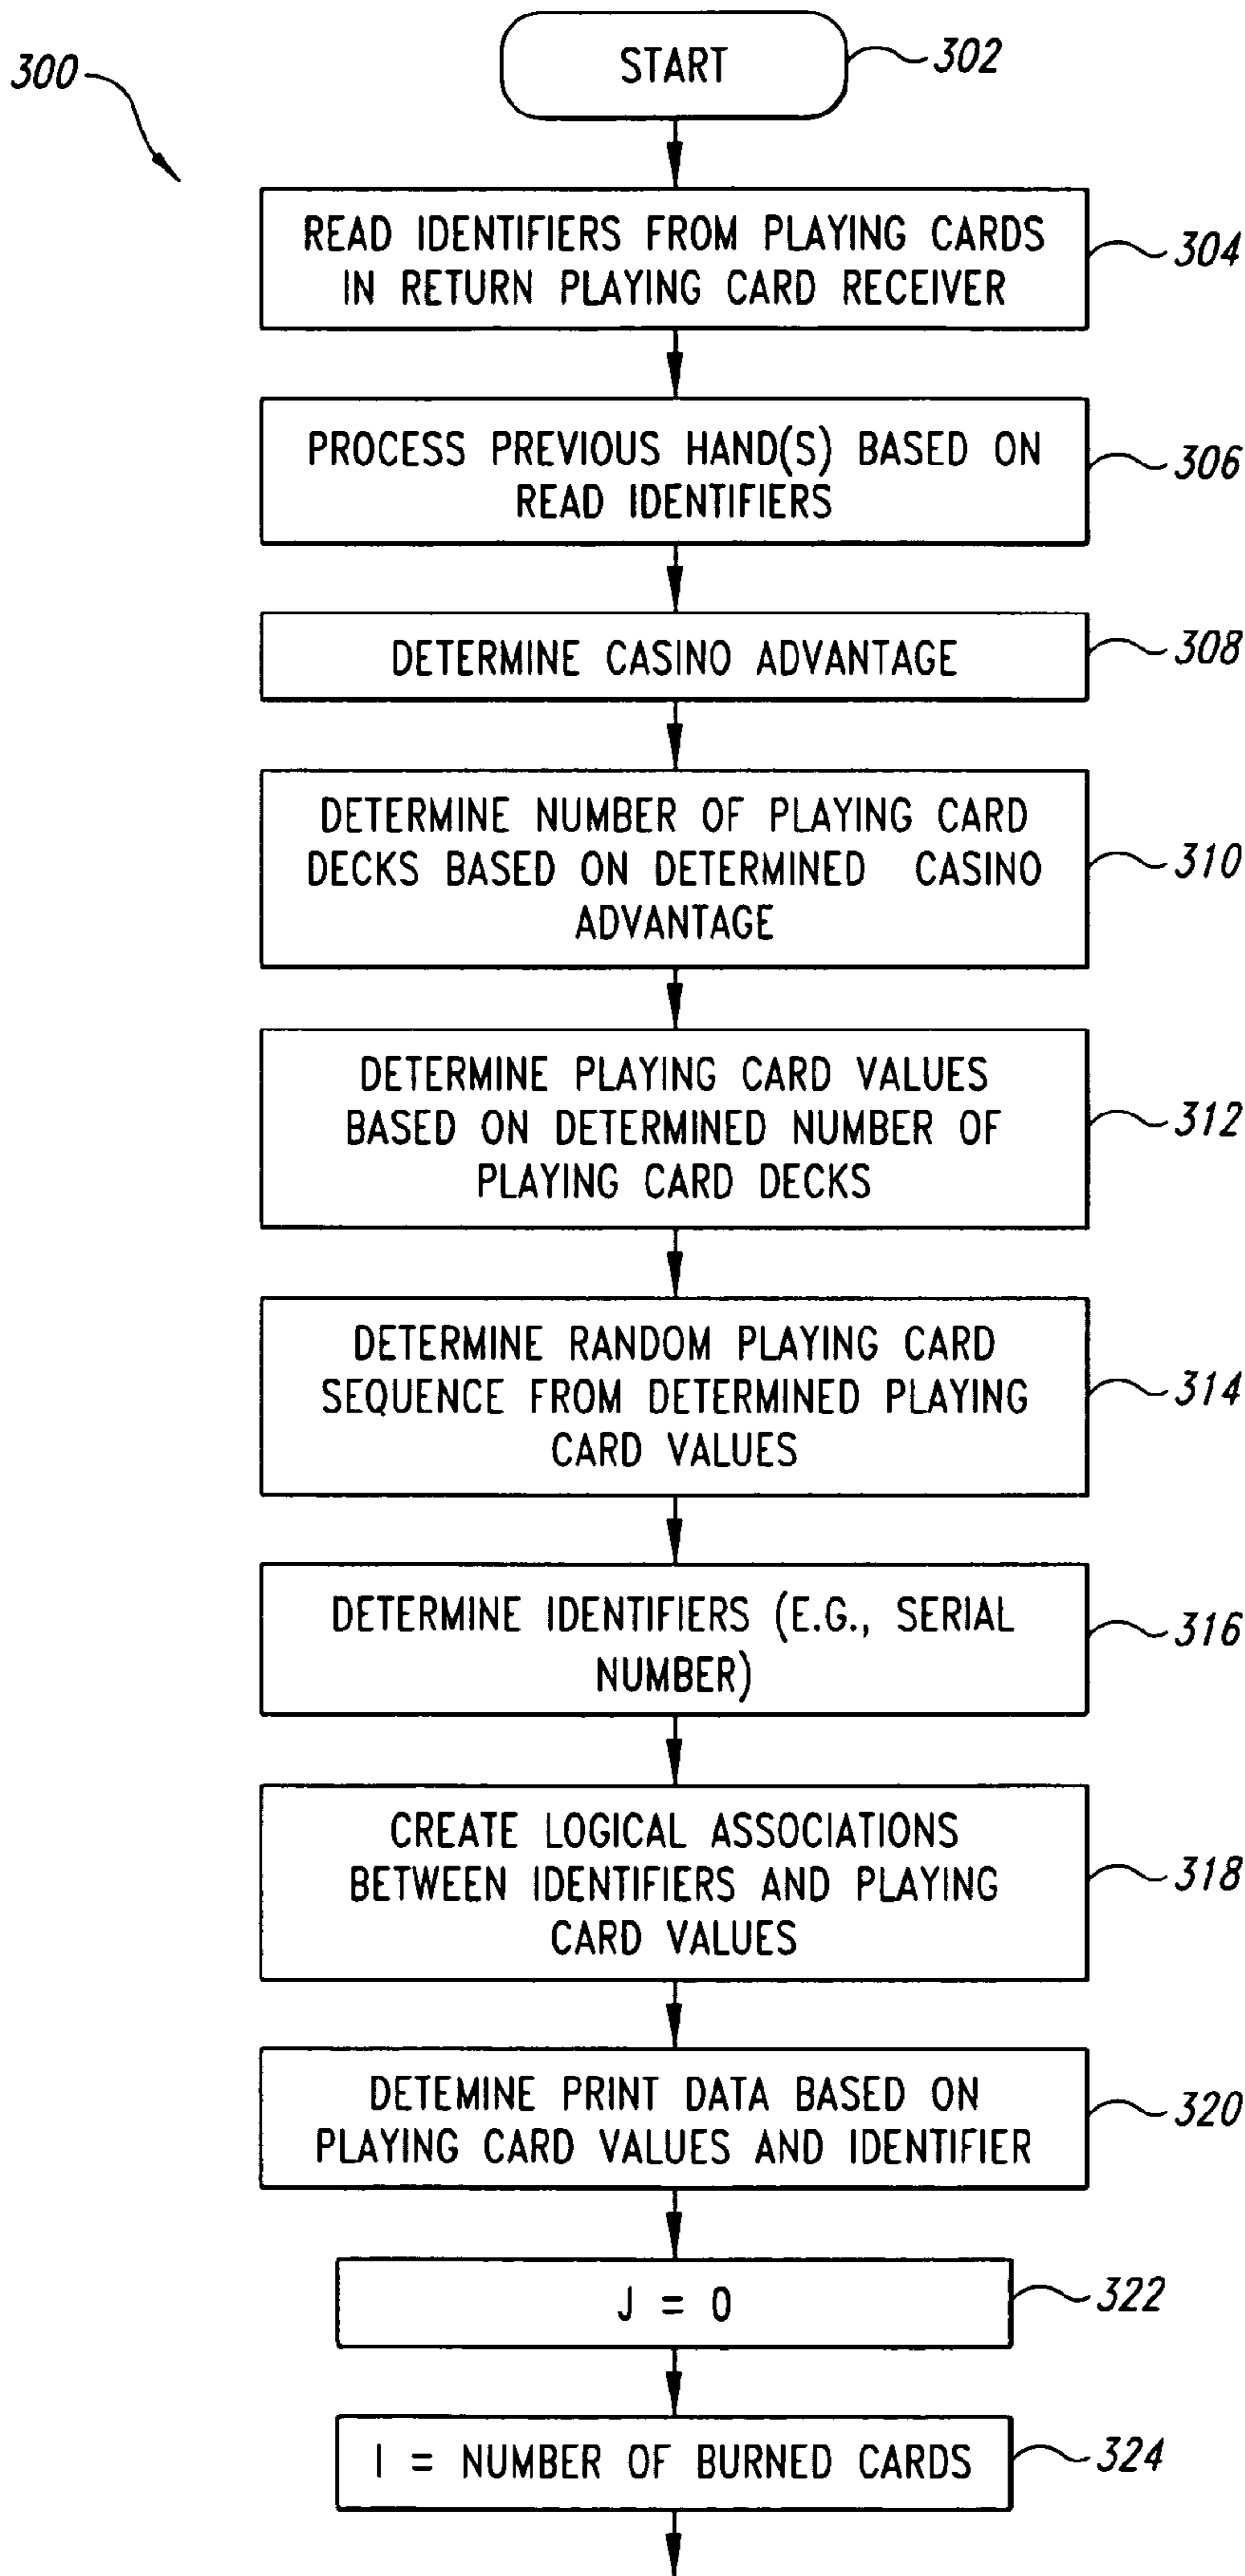 300
START
302
READ IDENTIFIERS FROM PLAYING CARDS
IN RETURN PLAYING CARD RECEIVER
304
PROCESS PREVIOUS HAND(S) BASED ON
READ IDENTIFIERS
306
DETERMINE CASINO ADVANTAGE
308
DETERMINE NUMBER OF PLAYING CARD
DECKS BASED ON DETERMINED CASINO
ADVANTAGE
310
DETERMINE PLAYING CARD VALUES
BASED ON DETERMINED NUMBER OF
PLAYING CARD DECKS
312
DETERMINE RANDOM PLAYING CARD
SEQUENCE FROM DETERMINED PLAYING
CARD VALUES
314
DETERMINE IDENTIFIERS (E.G., SERIAL
NUMBER)
316
CREATE LOGICAL ASSOCIATIONS
BETWEEN IDENTIFIERS AND PLAYING
CARD VALUES
318
DETEMINE PRINT DATA BASED ON
PLAYING CARD VALUES AND IDENTIFIER
320
J = 0
322
I = NUMBER OF BURNED CARDS
324